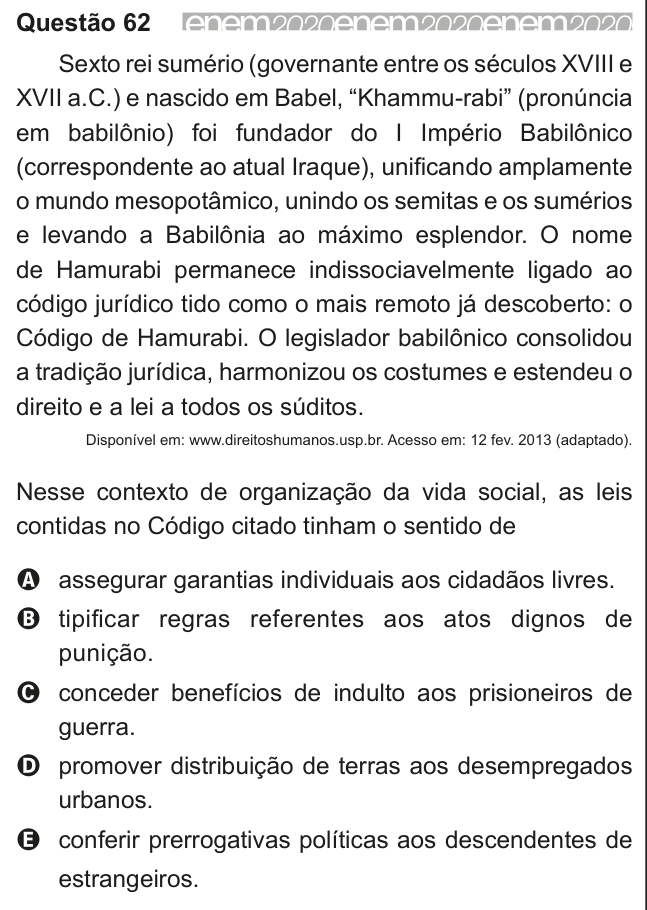 Questão 62 enem2020enem2020enem2020
Sexto rei sumério (governante entre os séculos XVIII e
XVII a.C.) e nascido em Babel, “Khammu-rabi” (pronúncia
em babilônio) foi fundador do I Império Babilônico
(correspondente ao atual Iraque), unificando amplamente
o mundo mesopotâmico, unindo os semitas e os sumérios
e levando a Babilônia ao máximo esplendor. O nome
de Hamurabi permanece indissociavelmente ligado ao
código jurídico tido como o mais remoto já descoberto: o
Código de Hamurabi. O legislador babilônico consolidou
a tradição jurídica, harmonizou os costumes e estendeu o
direito e a lei a todos os súditos.
Disponível em: www.direitoshumanos.usp.br. Acesso em: 12 fev. 2013 (adaptado).
Nesse contexto de organização da vida social, as leis
contidas no Código citado tinham o sentido de
A assegurar garantias individuais aos cidadãos livres.
B tipificar regras referentes aos atos dignos de
punição.
C conceder benefícios de indulto aos prisioneiros de
guerra.
D promover distribuição de terras aos desempregados
urbanos.
E conferir prerrogativas políticas aos descendentes de
estrangeiros.